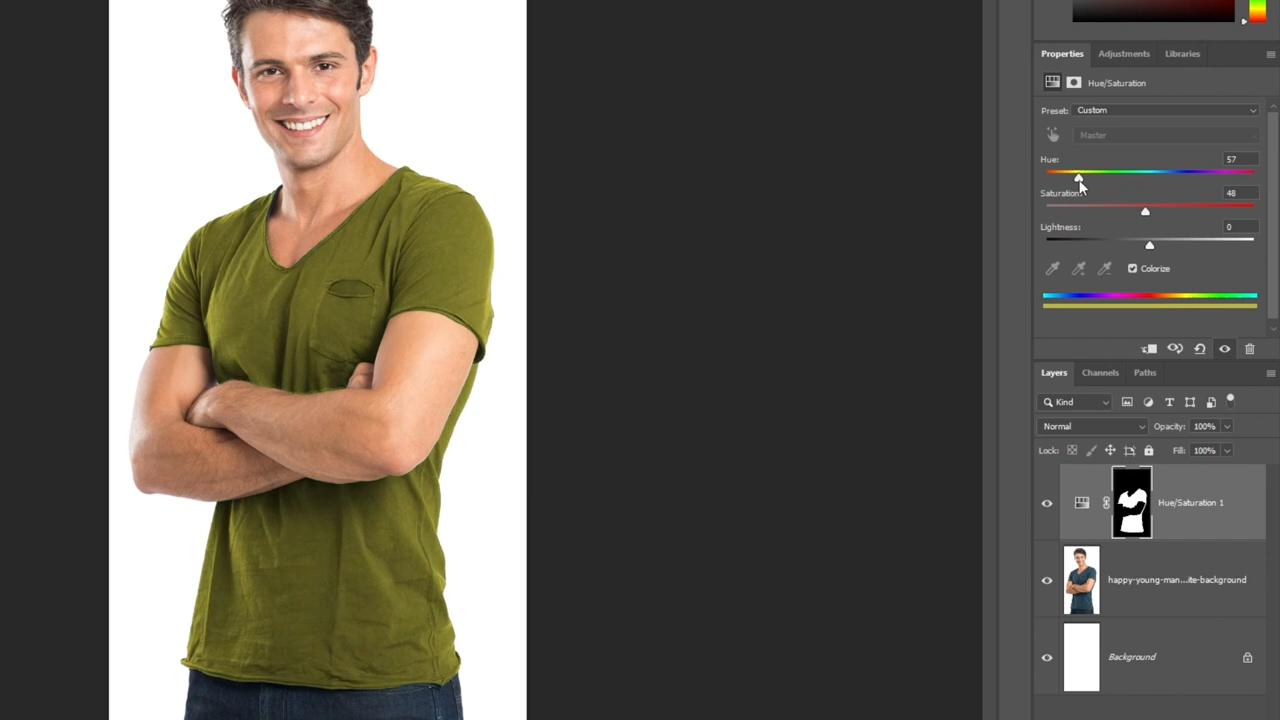 Properties Adjustments Libraries
Hue/Saturation
Preset: Custom
Master
Hue: 57
Saturation: 48
Lightness: 0
Colorize
Layers Channels Paths
Kind
Normal Opacity: 100%
Lock: Fill: 100%
Hue/Saturation 1
happy-young-man...ite-background
Background